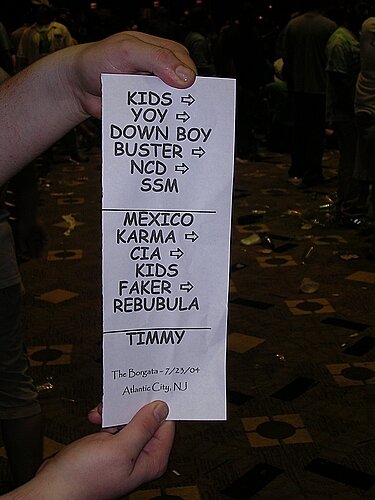 KIDS ⇨
YOY ⇨
DOWN BOY
BUSTER ⇨
NCD ⇨
SSM
MEXICO
KARMA ⇨
CIA ⇨
KIDS
FAKER ⇨
REBUBULA
TIMMY
The Borgata - 7/23/04
Atlantic City, NJ